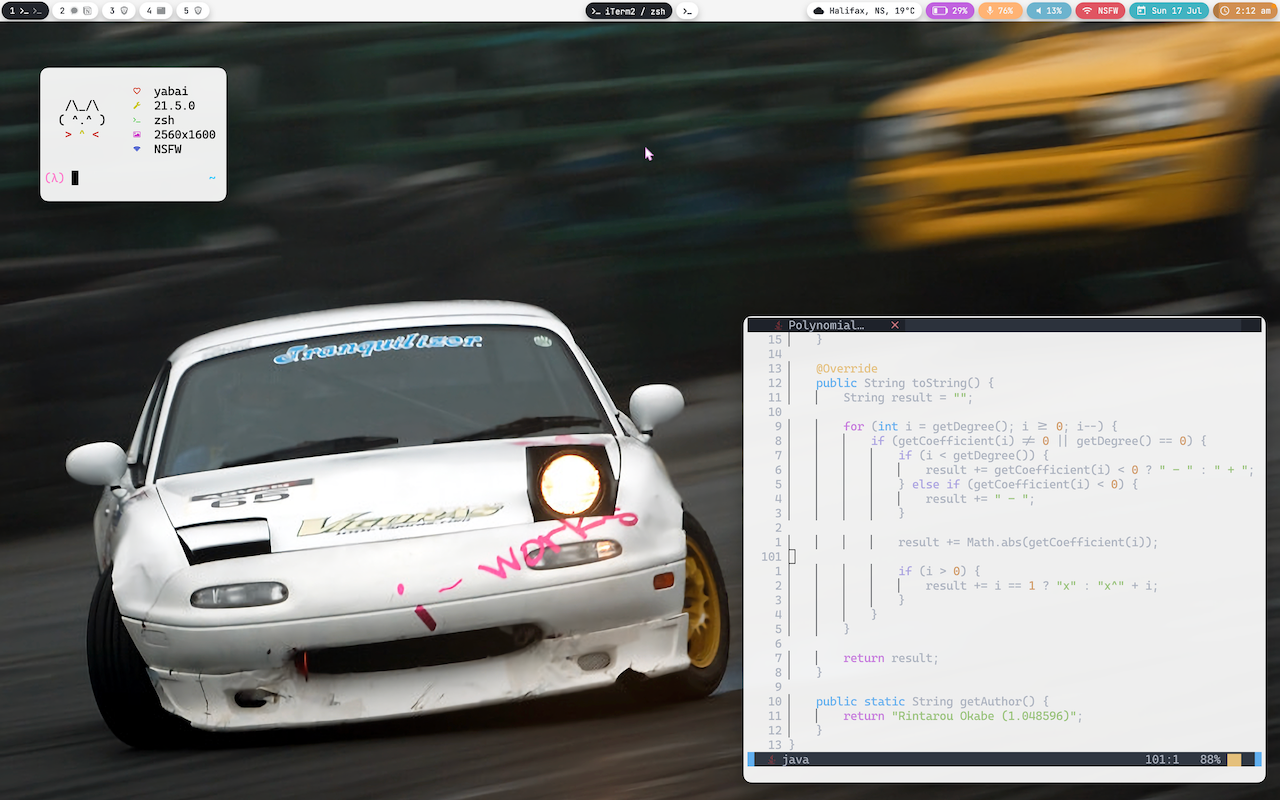 1
2
3
4
5
iTerm2 / zsh
Halifax, NS, 19°C
29%
76%
13%
NSFW
Sun 17 Jul
2:12 am
/\_/\
( ^.^ )
> ^ <
yabai
21.5.0
zsh
2560x1600
NSFW
(λ)
~
Tranquilizor
65
- works
Polynomial… ×
15 }
14
13 @Override
12 public String toString() {
11 String result = "";
10
9 for (int i = getDegree(); i ≥ 0; i--) {
8 if (getCoefficient(i) ≠ 0 || getDegree() == 0) {
7 if (i < getDegree()) {
6 result += getCoefficient(i) < 0 ? " - " : " + ";
5 } else if (getCoefficient(i) < 0) {
4 result += " - ";
3 }
2
1 result += Math.abs(getCoefficient(i));
101
1 if (i > 0) {
2 result += i == 1 ? "x" : "x^" + i;
3 }
4 }
5 }
6
7 return result;
8 }
9
10 public static String getAuthor() {
11 return "Rintarou Okabe (1.048596)";
12 }
13 }
java 101:1 88%